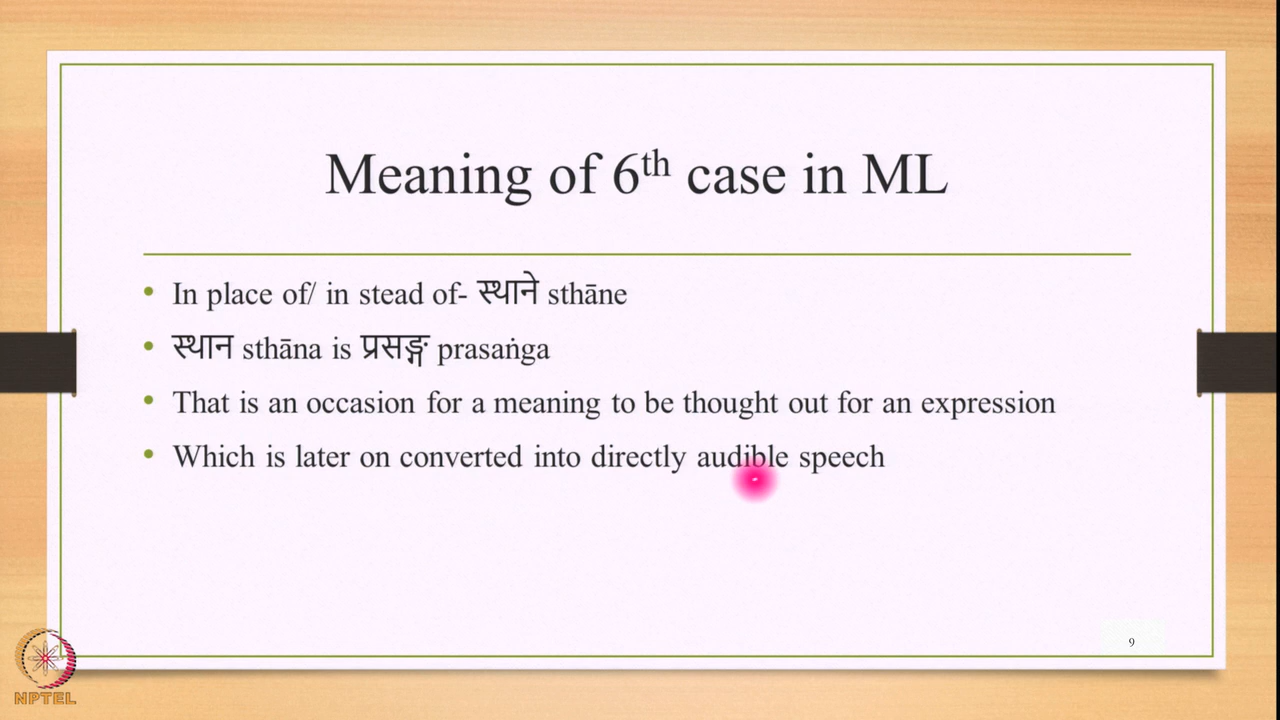 Meaning of 6th case in ML
In place of/ in stead of- स्थाने sthāne
स्थान sthāna is प्रसङ्ग prasaṅga
That is an occasion for a meaning to be thought out for an expression
Which is later on converted into directly audible speech
9
NPTEL